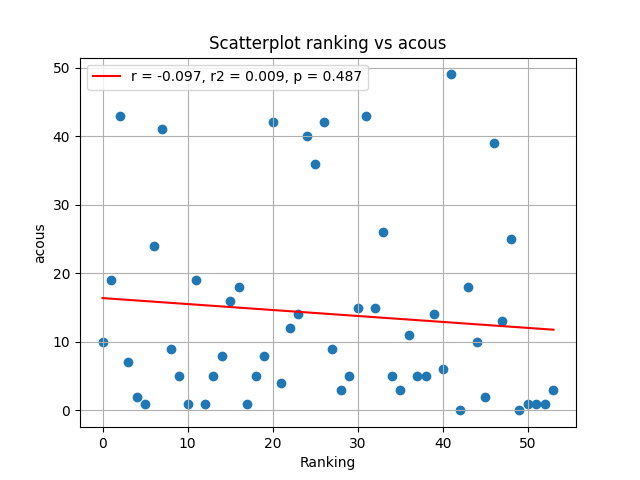 Scatterplot ranking vs acous
r = -0.097, r2 = 0.009, p = 0.487
acous
50
40
30
20
10
0
0 10 20 30 40 50
Ranking